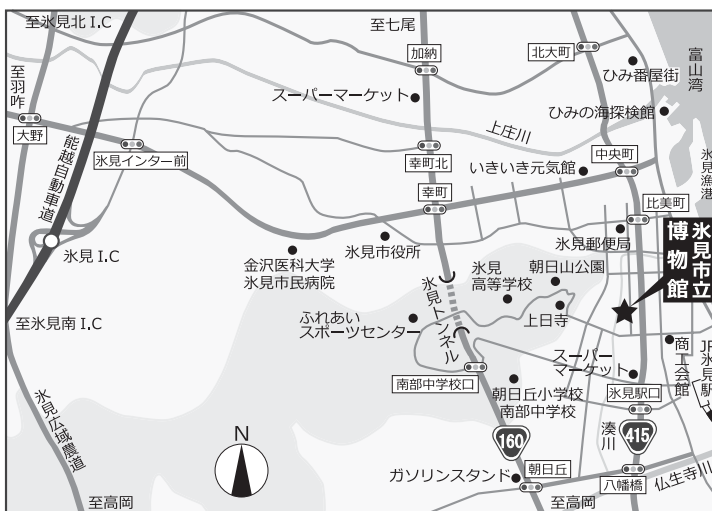 至氷見北I.C
至七尾
加納
北大町
ひみ番屋街
富山湾
至羽咋
大野
スーパーマーケット
ひみの海探検館
上庄川
能越自動車道
氷見インター前
幸町北
中央町
いきいき元気館
氷見漁港
幸町
比美町
氷見I.C
金沢医科大学
氷見市民病院
氷見市役所
氷見郵便局
氷見市立
博物館
氷見
高等学校
朝日山公園
氷見トンネル
上日寺
至氷見南I.C
ふれあい
スポーツセンター
スーパー
マーケット
商工会館
JR氷見駅
南部中学校口
朝日丘小学校
南部中学校
氷見駅口
氷見広域農道
N
160
湊川
415
ガソリンスタンド
朝日丘
八幡橋
仏生寺川
至高岡
至高岡